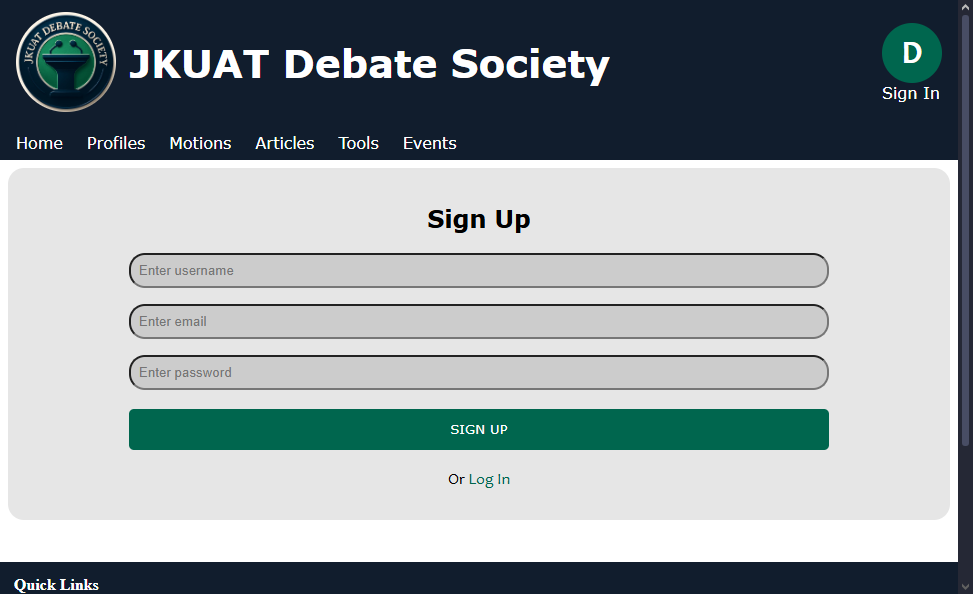 JKUAT DEBATE SOCIETY
JKUAT Debate Society
D
Sign In
Home Profiles Motions Articles Tools Events
Sign Up
Enter username
Enter email
Enter password
SIGN UP
Or Log In
Quick Links